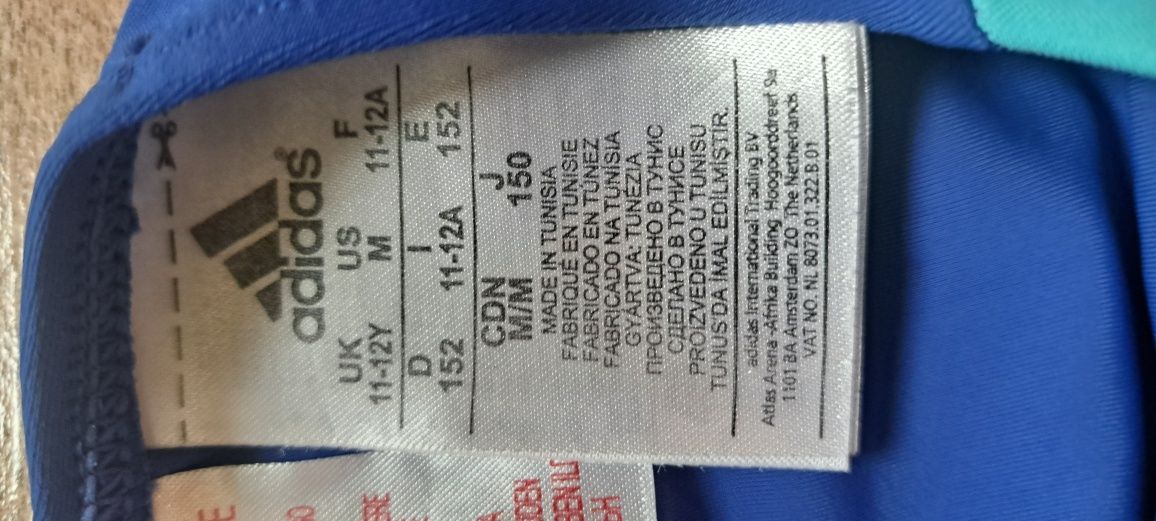 adidas
UK US F
11-12Y M 11-12A
D I E
152 11-12A 152
CDN J
M/M 150
MADE IN TUNISIA
FABRIQUÉ EN TUNISIE
FABRICADO EN TÚNEZ
FABRICADO NA TUNÍSIA
GYÁRTVA: TUNÉZIA
ПРОИЗВЕДЕНО В ТУНИС
СДЕЛАНО В ТУНИСЕ
PROIZVEDENO U TUNISU
TUNUS'DA İMAL EDİLMİŞTİR.
adidas International Trading BV
Atlas Arena -Afrika Building Hoogoorddreef 9a
1101 BA Amsterdam ZO The Netherlands
VAT NO. NL 8073.01.322.B.01